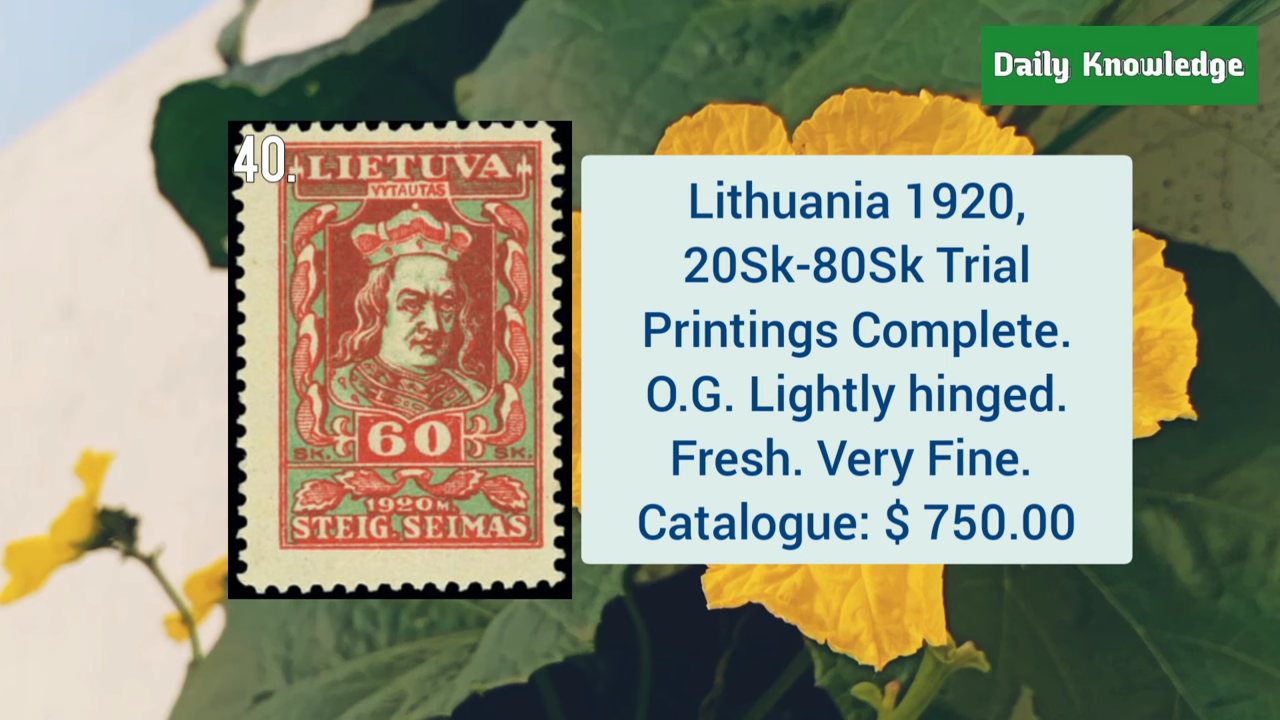 Daily Knowledge
40.
LIETUVA
VYTAUTAS
60
SK. SK.
1920 M.
STEIG. SEIMAS
Lithuania 1920,
20Sk-80Sk Trial
Printings Complete.
O.G. Lightly hinged.
Fresh. Very Fine.
Catalogue: $ 750.00